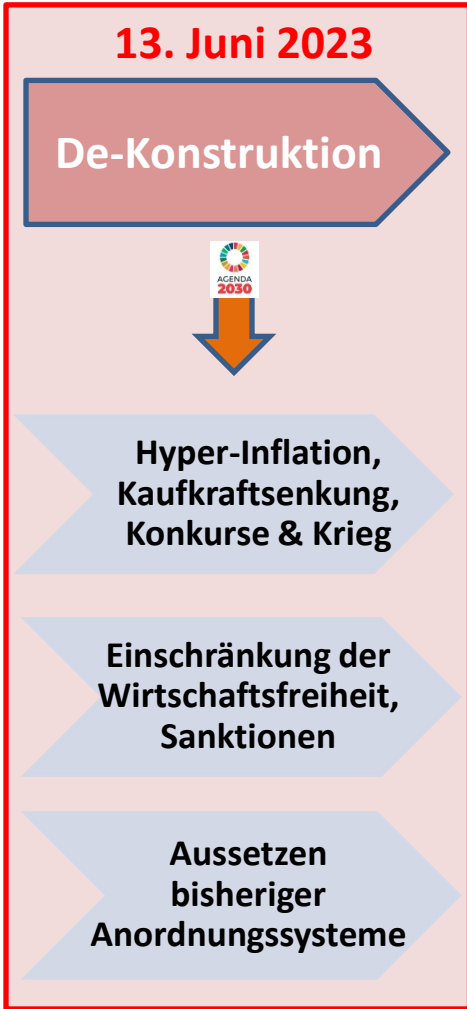 13. Juni 2023
De-Konstruktion
AGENDA
2030
Hyper-Inflation,
Kaufkraftsenkung,
Konkurse & Krieg
Einschränkung der
Wirtschaftsfreiheit,
Sanktionen
Aussetzen
bisheriger
Anordnungssysteme